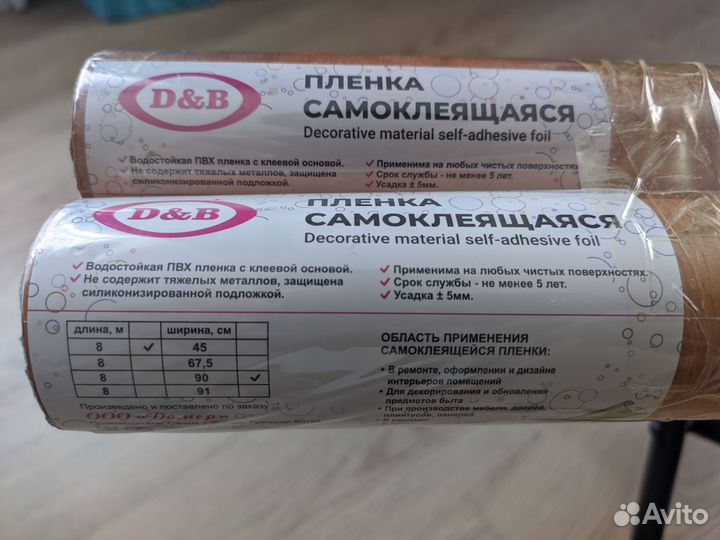 D&B
ПЛЕНКА
САМОКЛЕЯЩАЯСЯ
Decorative material self-adhesive foil
Водостойкая ПВХ пленка с клеевой основой.
Не содержит тяжелых металлов, защищена
силиконизированной подложкой.
Применима на любых чистых поверхностях
Срок службы - не менее 5 лет.
Усадка ± 5мм.
D&B
ПЛЕНКА
САМОКЛЕЯЩАЯСЯ
Decorative material self-adhesive foil
Водостойкая ПВХ пленка с клеевой основой.
Не содержит тяжелых металлов, защищена
силиконизированной подложкой.
Применима на любых чистых поверхностях.
Срок службы - не менее 5 лет.
Усадка ± 5мм.
длина, м ширина, см
8 ✓ 45
8 67,5
8 90 ✓
8 91
Произведено и поставлено по заказу
ООО
ОБЛАСТЬ ПРИМЕНЕНИЯ
САМОКЛЕЯЩЕЙСЯ ПЛЕНКИ:
• В ремонте, оформлении и дизайне
интерьеров помещений
• Для декорирования и обновления
предметов быта
• При производстве мебели, дверей,
плинтусов, панелей
• В рекламе
Avito